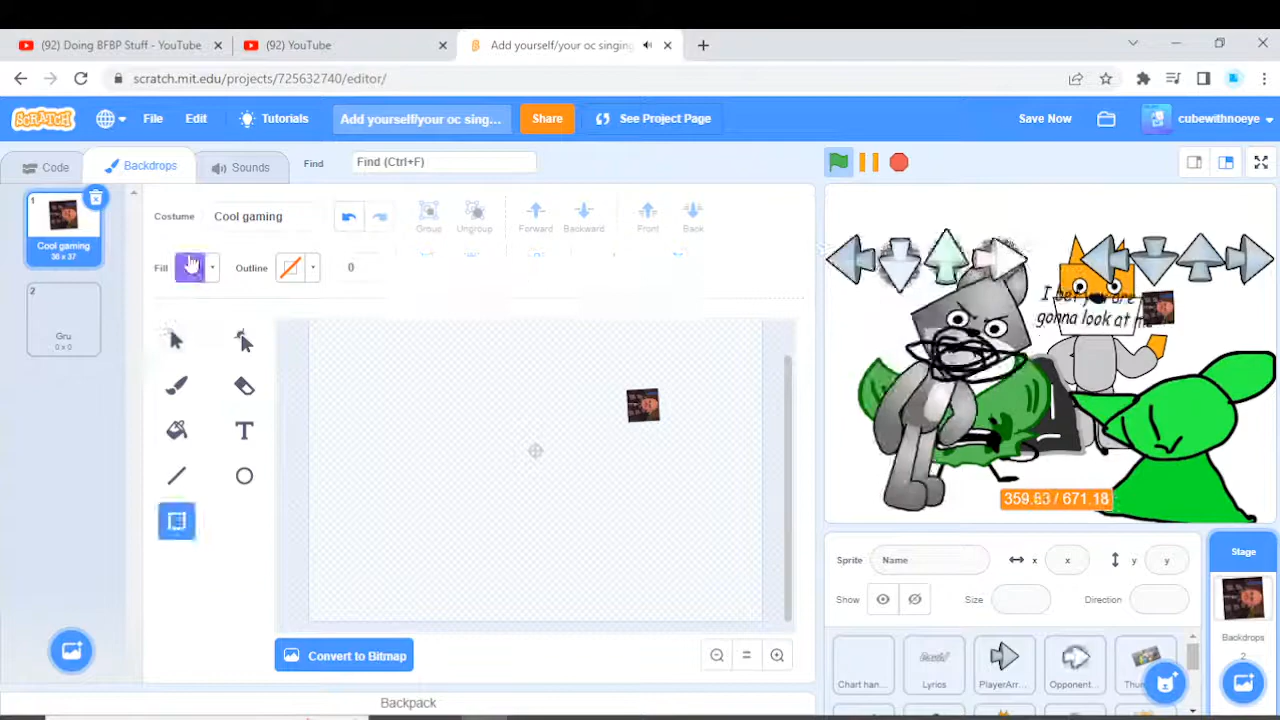 (92) Doing BFBP Stuff - YouTube
(92) YouTube
Add yourself/your oc singing
scratch.mit.edu/projects/725632740/editor/
SCRATCH
File
Edit
Tutorials
Add yourself/your oc sing...
Share
See Project Page
Save Now
cubewithnoeye
Code
Backdrops
Sounds
Find
Find (Ctrl+F)
1
Cool gaming
36 x 37
2
Gru
0 x 0
Costume
Cool gaming
Group
Ungroup
Forward
Backward
Front
Back
Fill
Outline
0
T
Convert to Bitmap
Backpack
I bet you are
gonna look at me
359.63 / 671.18
Sprite
Name
x
x
y
y
Show
Size
Direction
Stage
Backdrops
2
Chart han...
Lyrics
PlayerArr...
Opponent...